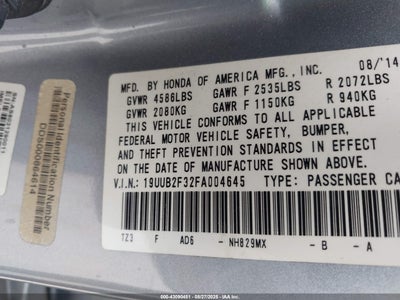 MFD. BY HONDA OF AMERICA MFG., INC. 08/'14
GVWR 4586LBS GAWR F 2535LBS R 2072LBS
GVWR 2080KG GAWR F 1150KG R 940KG
THIS VEHICLE CONFORMS TO ALL APPLICABLE
FEDERAL MOTOR VEHICLE SAFETY, BUMPER,
AND THEFT PREVENTION STANDARDS IN EFFECT
ON THE DATE OF MANUFACTURE SHOWN ABOVE.
V.I.N. 19UUB2F32FA004645 TYPE: PASSENGER CA
TZ3 F AD6 - NH829MX - B - A
Personal Identification Number
DO5000064614
000-43090451 - 08/27/2025 - IAA Inc.